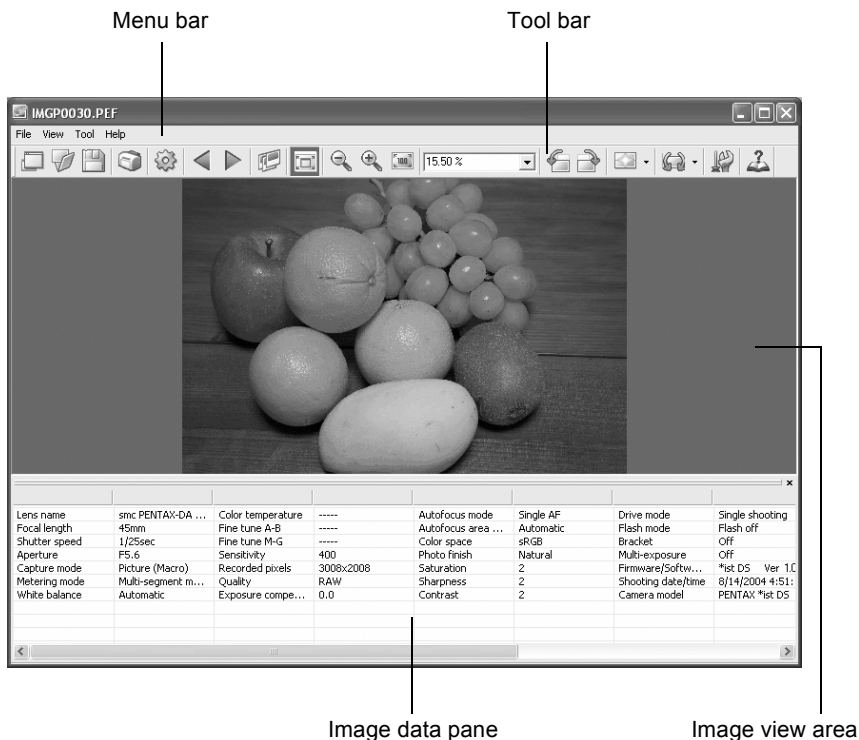 Menu bar Tool bar
IMGP0030.PEF
File View Tool Help
100 15.50 %
Lens name smc PENTAX-DA ... Color temperature ----- Autofocus mode Single AF Drive mode Single shooting
Focal length 45mm Fine tune A-B ----- Autofocus area ... Automatic Flash mode Flash off
Shutter speed 1/25sec Fine tune M-G ----- Color space sRGB Bracket Off
Aperture F5.6 Sensitivity 400 Photo finish Natural Multi-exposure Off
Capture mode Picture (Macro) Recorded pixels 3008x2008 Saturation 2 Firmware/Softw... *ist DS Ver 1.0
Metering mode Multi-segment m... Quality RAW Sharpness 2 Shooting date/time 8/14/2004 4:51:
White balance Automatic Exposure compe... 0.0 Contrast 2 Camera model PENTAX *ist DS
Image data pane Image view area